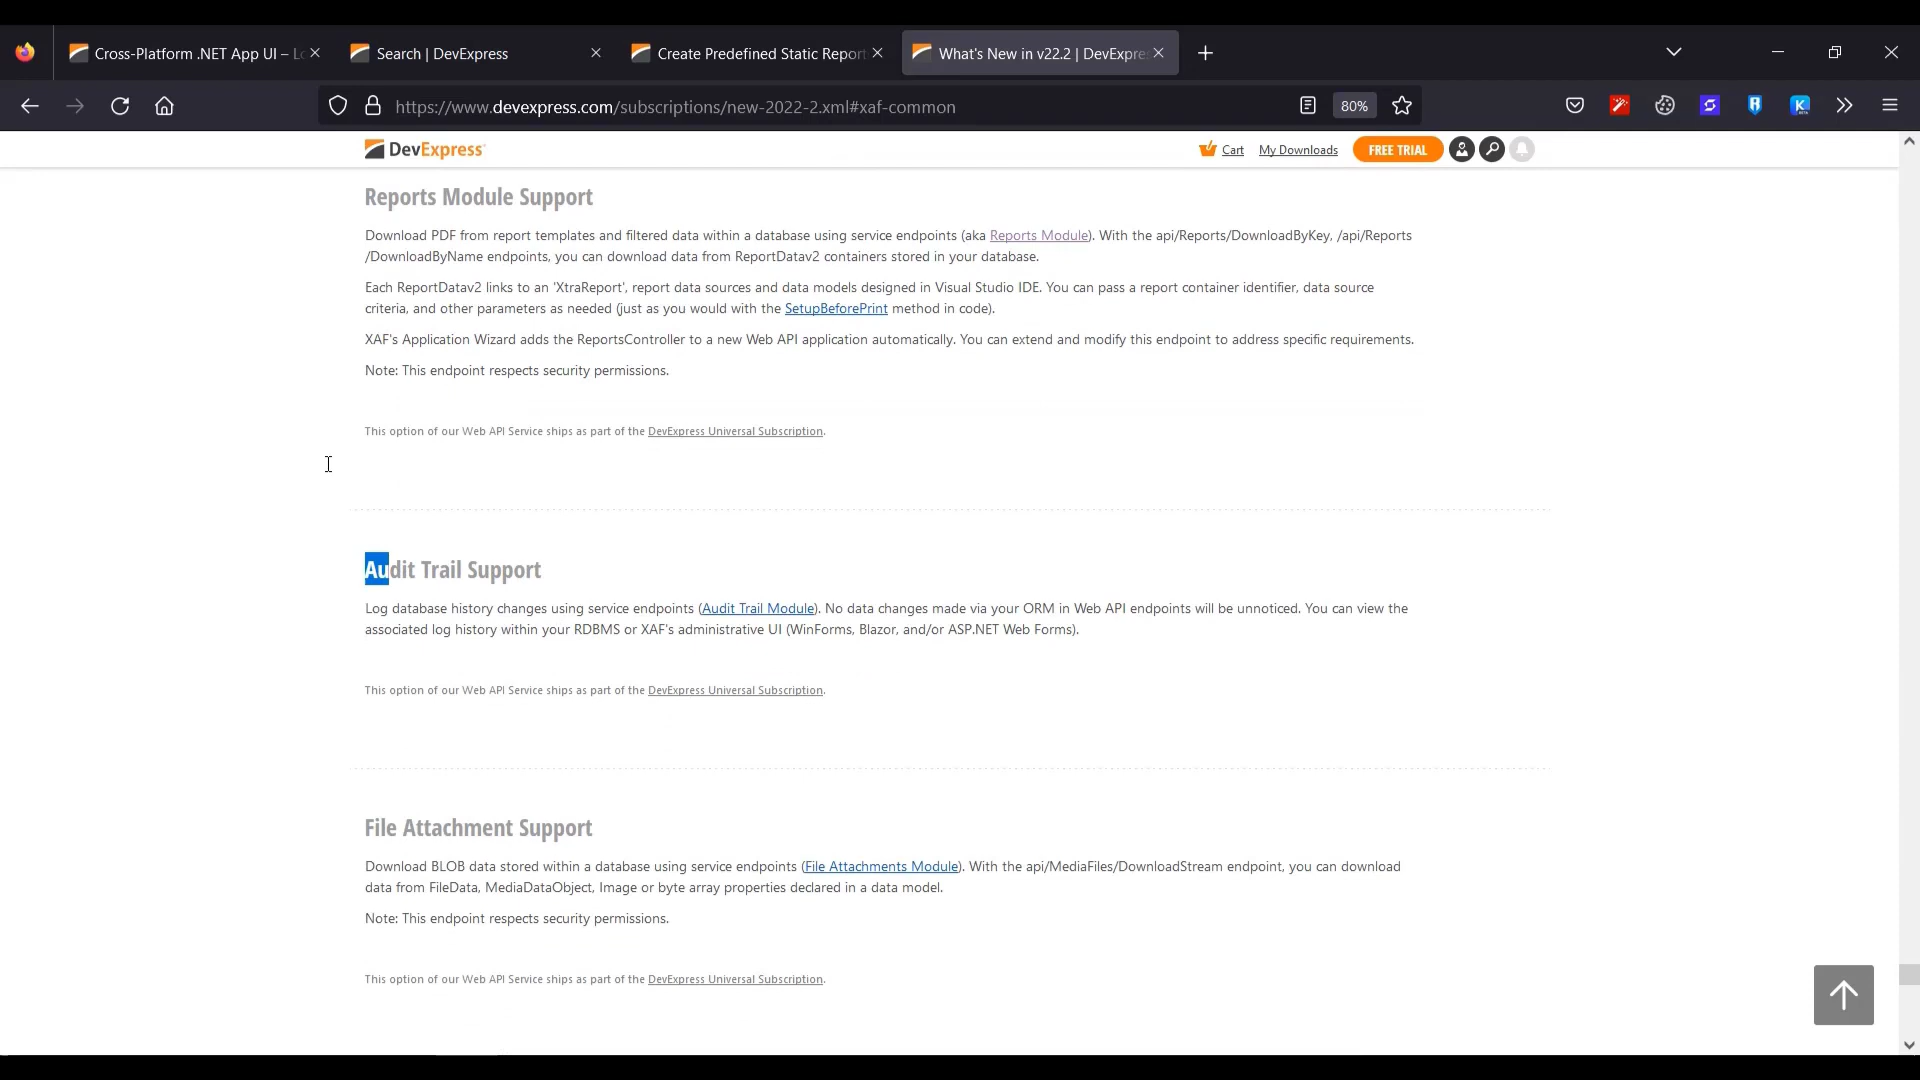 Cross-Platform .NET App UI – Lo
Search | DevExpress
Create Predefined Static Report
What's New in v22.2 | DevExpre
https://www.devexpress.com/subscriptions/new-2022-2.xml#xaf-common
80%
DevExpress
Cart
My Downloads
FREE TRIAL
Reports Module Support
Download PDF from report templates and filtered data within a database using service endpoints (aka Reports Module). With the api/Reports/DownloadByKey, /api/Reports
/DownloadByName endpoints, you can download data from ReportDatav2 containers stored in your database.
Each ReportDatav2 links to an 'XtraReport', report data sources and data models designed in Visual Studio IDE. You can pass a report container identifier, data source
criteria, and other parameters as needed (just as you would with the SetupBeforePrint method in code).
XAF's Application Wizard adds the ReportsController to a new Web API application automatically. You can extend and modify this endpoint to address specific requirements.
Note: This endpoint respects security permissions.
This option of our Web API Service ships as part of the DevExpress Universal Subscription.
Audit Trail Support
Log database history changes using service endpoints (Audit Trail Module). No data changes made via your ORM in Web API endpoints will be unnoticed. You can view the
associated log history within your RDBMS or XAF's administrative UI (WinForms, Blazor, and/or ASP.NET Web Forms).
This option of our Web API Service ships as part of the DevExpress Universal Subscription.
File Attachment Support
Download BLOB data stored within a database using service endpoints (File Attachments Module). With the api/MediaFiles/DownloadStream endpoint, you can download
data from FileData, MediaDataObject, Image or byte array properties declared in a data model.
Note: This endpoint respects security permissions.
This option of our Web API Service ships as part of the DevExpress Universal Subscription.